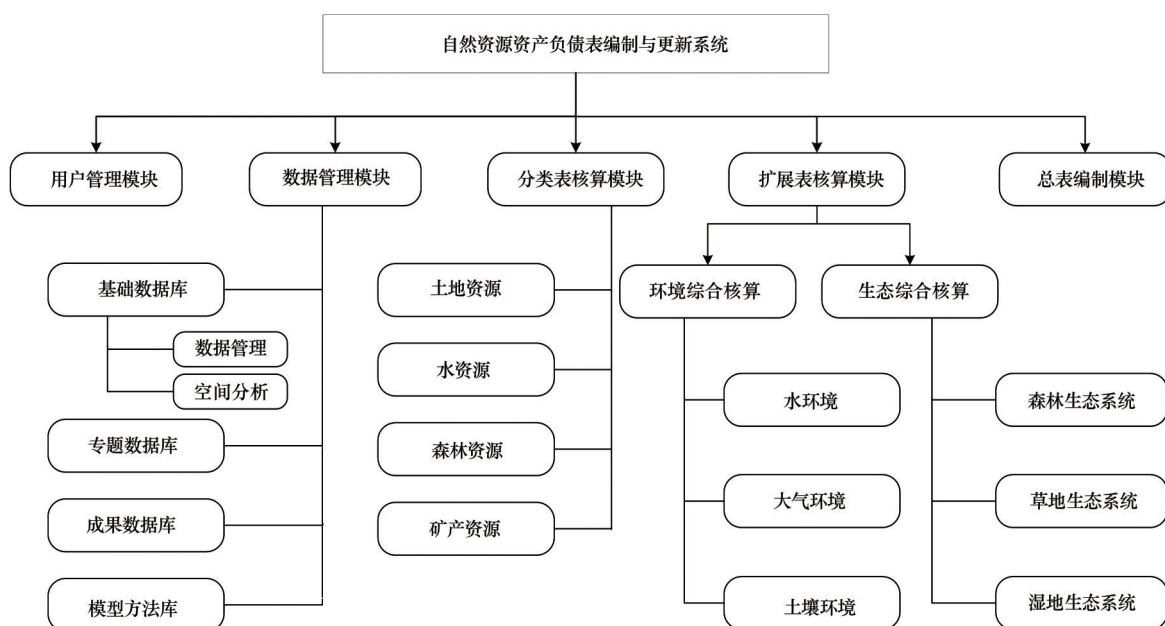 自然资源资产负债表编制与更新系统
用户管理模块
数据管理模块
分类表核算模块
扩展表核算模块
总表编制模块
基础数据库
数据管理
空间分析
专题数据库
成果数据库
模型方法库
土地资源
水资源
森林资源
矿产资源
环境综合核算
生态综合核算
水环境
大气环境
土壤环境
森林生态系统
草地生态系统
湿地生态系统